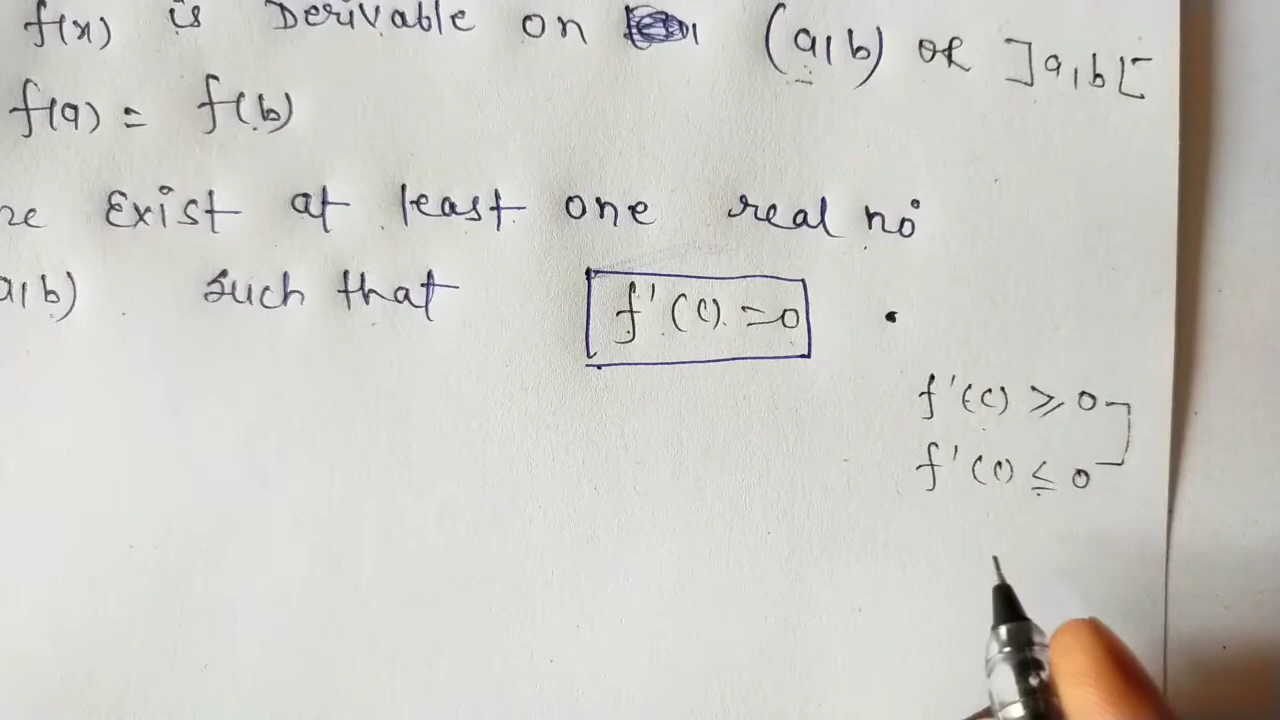 f(x) is Derivable on (a,b) or ]a,b[
f(a) = f(b)
Exist at least one real no
a,b) such that f'(c) = 0 .
f'(c) ⩾ 0
f'(c) ≤ 0